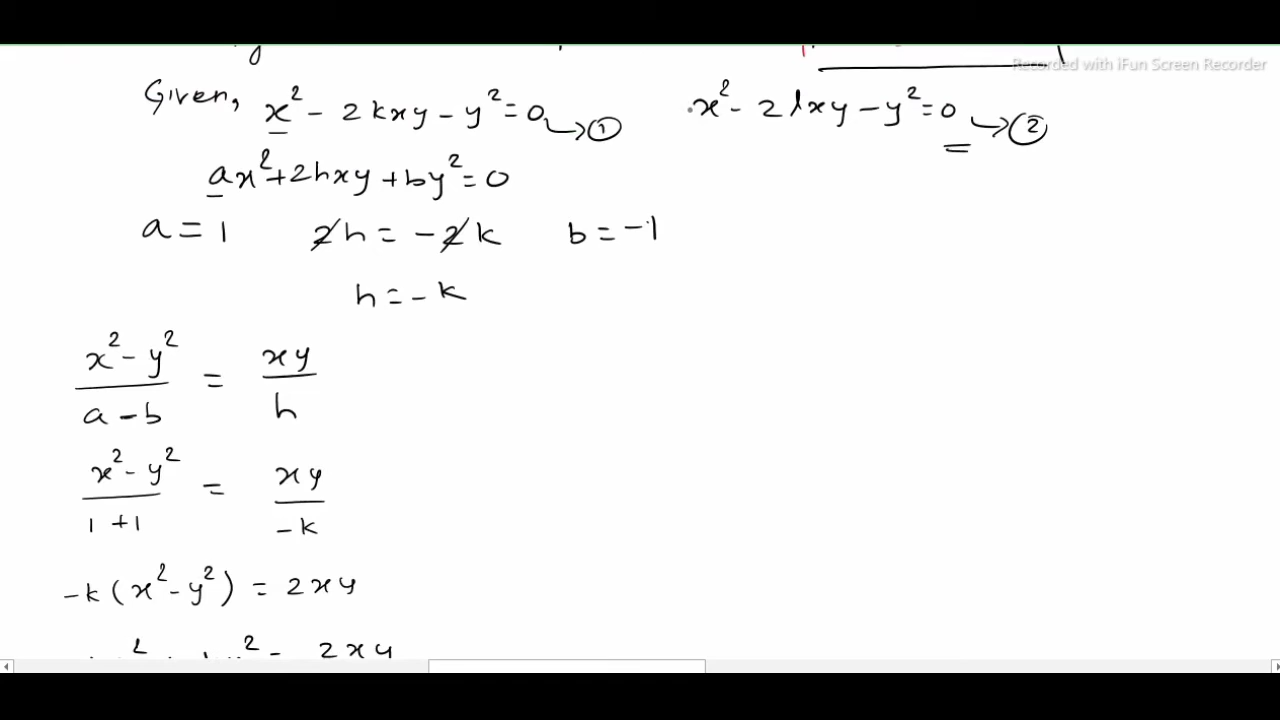 Recorded with iFun Screen Recorder
Given, x² - 2kxy - y² = 0 → ① x² - 2lxy - y² = 0 → ②
ax² + 2hxy + by² = 0
a = 1 2h = -2k b = -1
h = -k
x² - y² / a - b = xy / h
x² - y² / 1 + 1 = xy / -k
-k(x² - y²) = 2xy
2xy